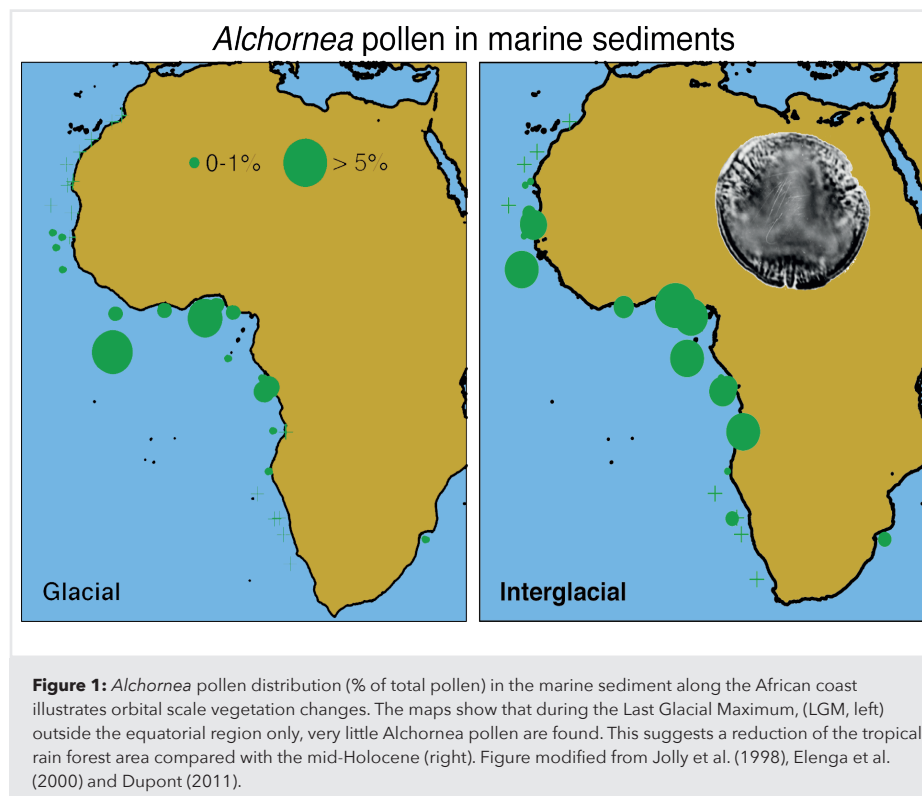 Alchornea pollen in marine sediments
0-1% > 5%
Glacial
Interglacial
Figure 1: Alchornea pollen distribution (% of total pollen) in the marine sediment along the African coast
illustrates orbital scale vegetation changes. The maps show that during the Last Glacial Maximum, (LGM, left)
outside the equatorial region only, very little Alchornea pollen are found. This suggests a reduction of the tropical
rain forest area compared with the mid-Holocene (right). Figure modified from Jolly et al. (1998), Elenga et al.
(2000) and Dupont (2011).